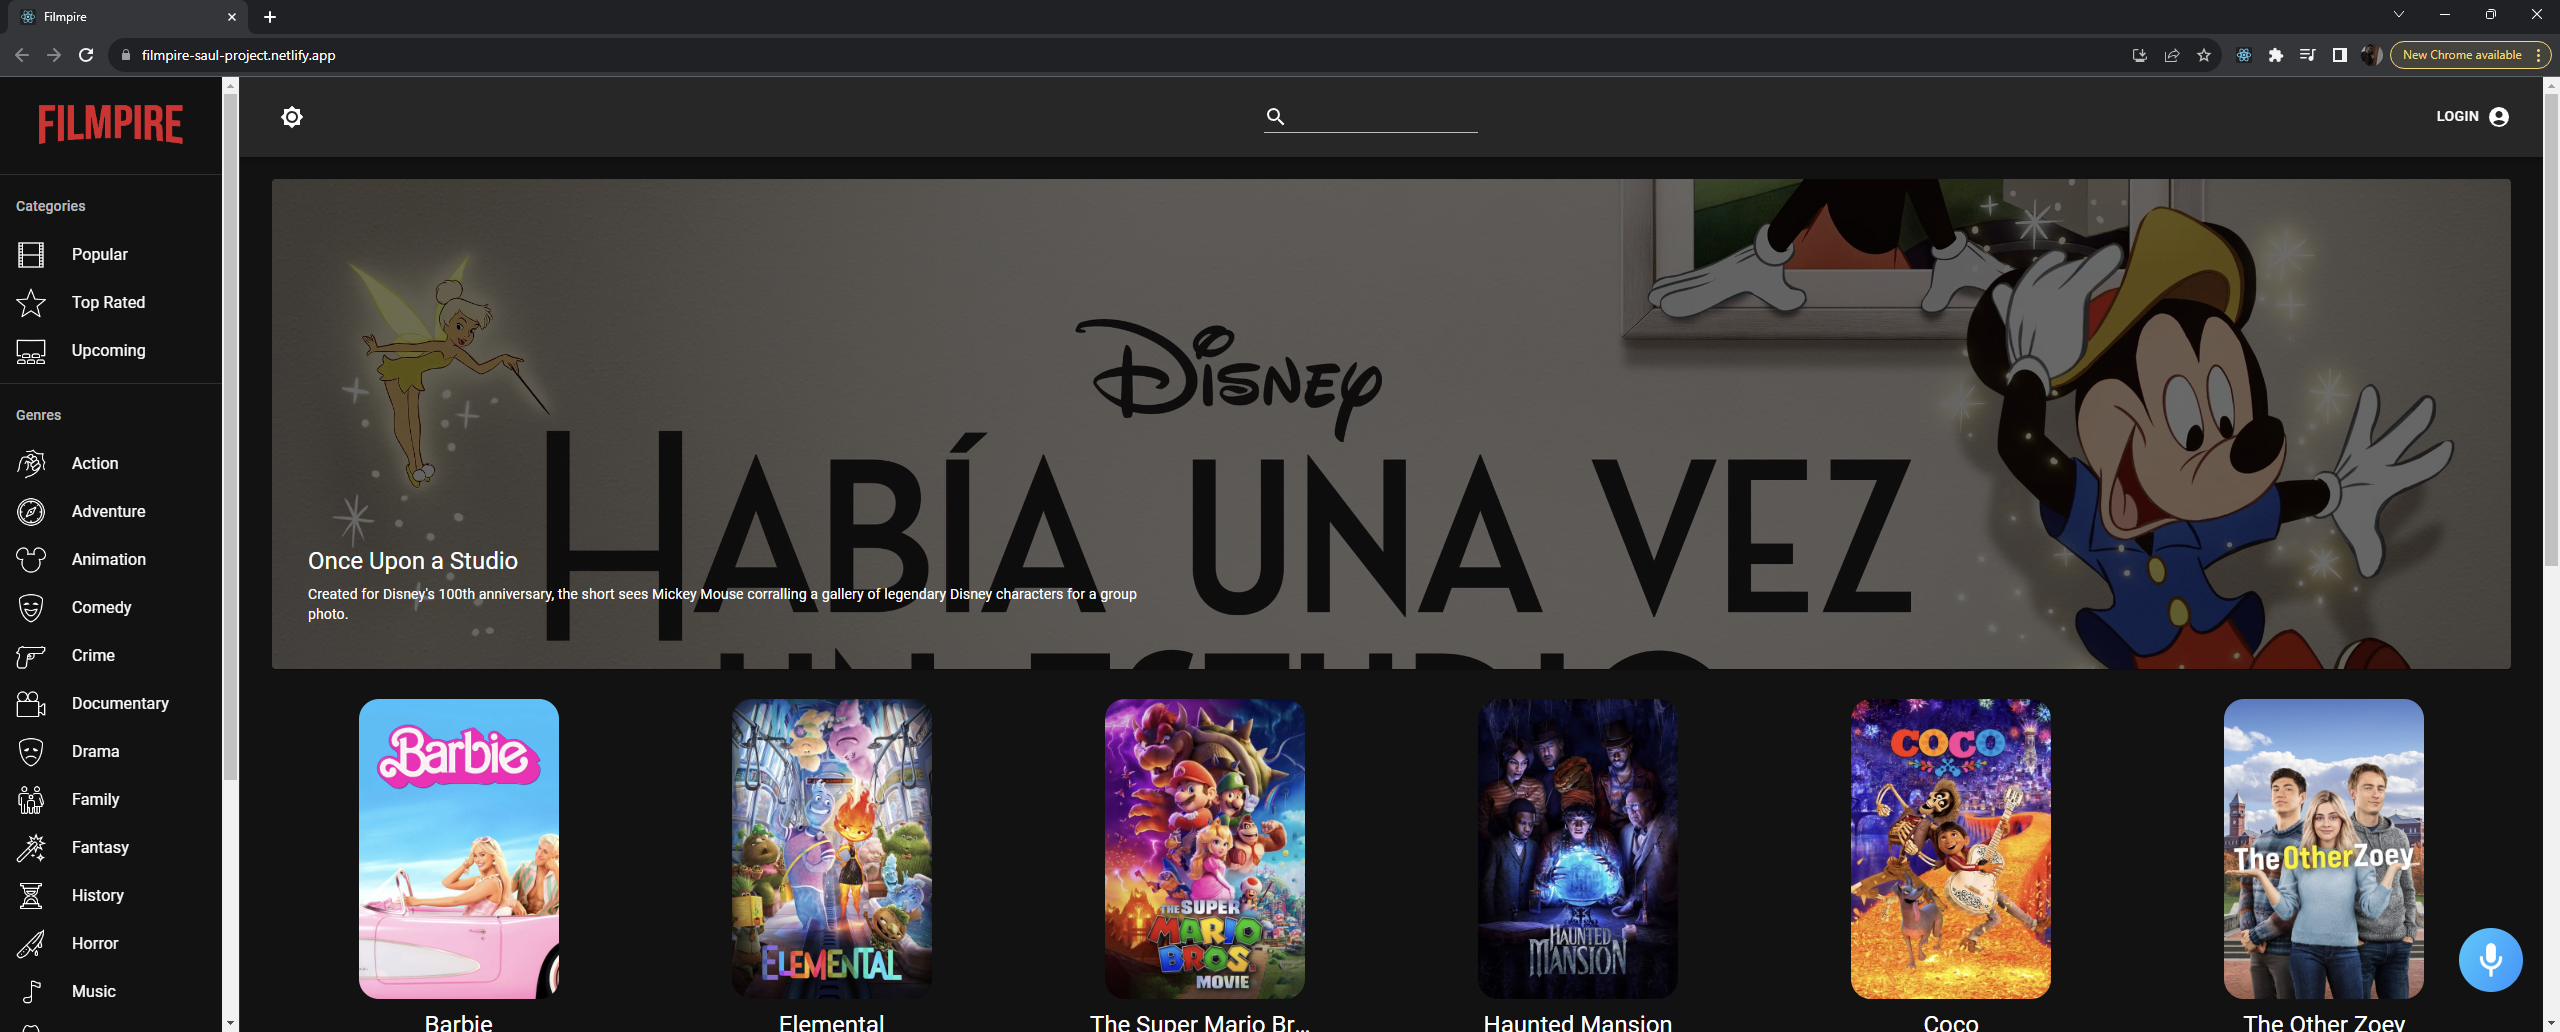 Filmpire
filmpire-saul-project.netlify.app
New Chrome available
FILMPIRE
LOGIN
Categories
Popular
Top Rated
Upcoming
Genres
Action
Adventure
Animation
Comedy
Crime
Documentary
Drama
Family
Fantasy
History
Horror
Music
DISNEY
HABÍA UNA VEZ
UN ESTUDIO
Once Upon a Studio
Created for Disney's 100th anniversary, the short sees Mickey Mouse corralling a gallery of legendary Disney characters for a group
photo.
Barbie
ELEMENTAL
THE SUPER
MARIO
BROS.
MOVIE
HAUNTED
MANSION
COCO
The Other Zoey
Barbie
Elemental
The Super Mario Br...
Haunted Mansion
Coco
The Other Zoey